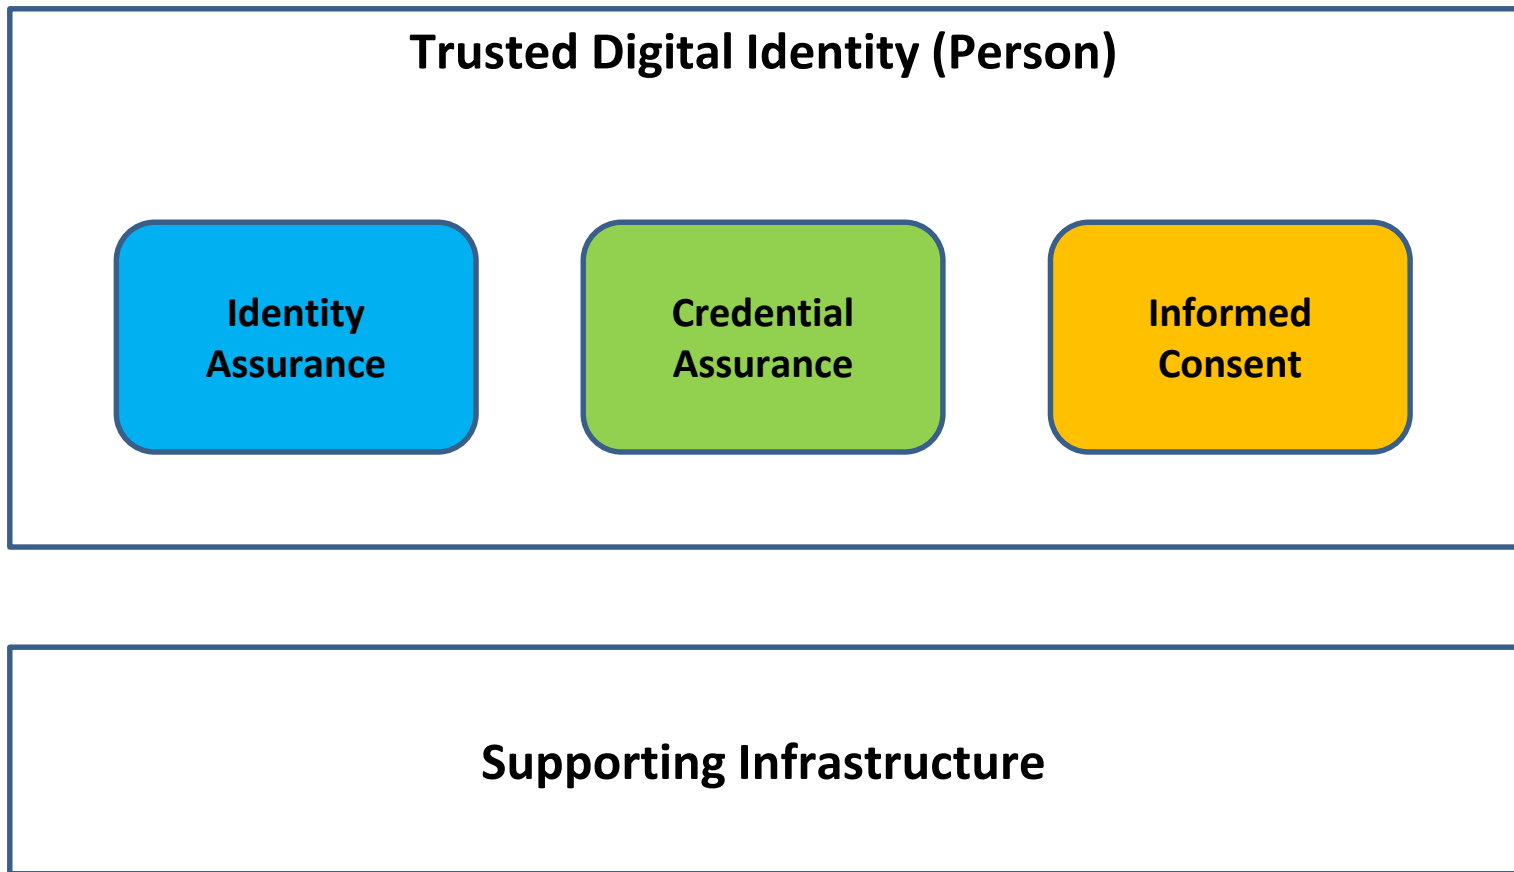 Trusted Digital Identity (Person)
Identity
Assurance
Credential
Assurance
Informed
Consent
Supporting Infrastructure